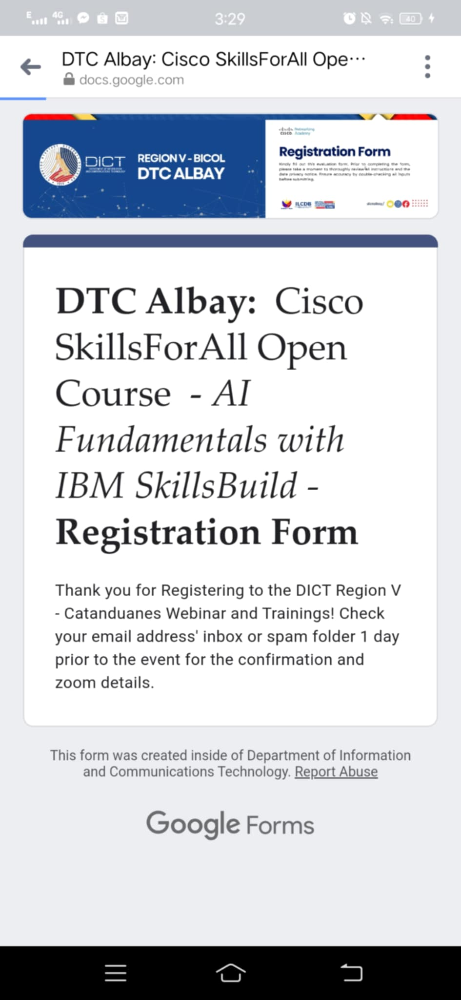 E 4G 3:29 40
DTC Albay: Cisco SkillsForAll Ope...
docs.google.com
DICT
REGION V - BICOL
DTC ALBAY
CISCO Networking Academy
Registration Form
Kindly fill out this evaluation form. Prior to completing the form,
please take a moment to thoroughly review all instructions and the
data privacy notice. Ensure accuracy by double-checking all inputs
before submitting.
ILCDB
DTC Albay: Cisco
SkillsForAll Open
Course - AI
Fundamentals with
IBM SkillsBuild -
Registration Form
Thank you for Registering to the DICT Region V
- Catanduanes Webinar and Trainings! Check
your email address' inbox or spam folder 1 day
prior to the event for the confirmation and
zoom details.
This form was created inside of Department of Information
and Communications Technology. Report Abuse
Google Forms